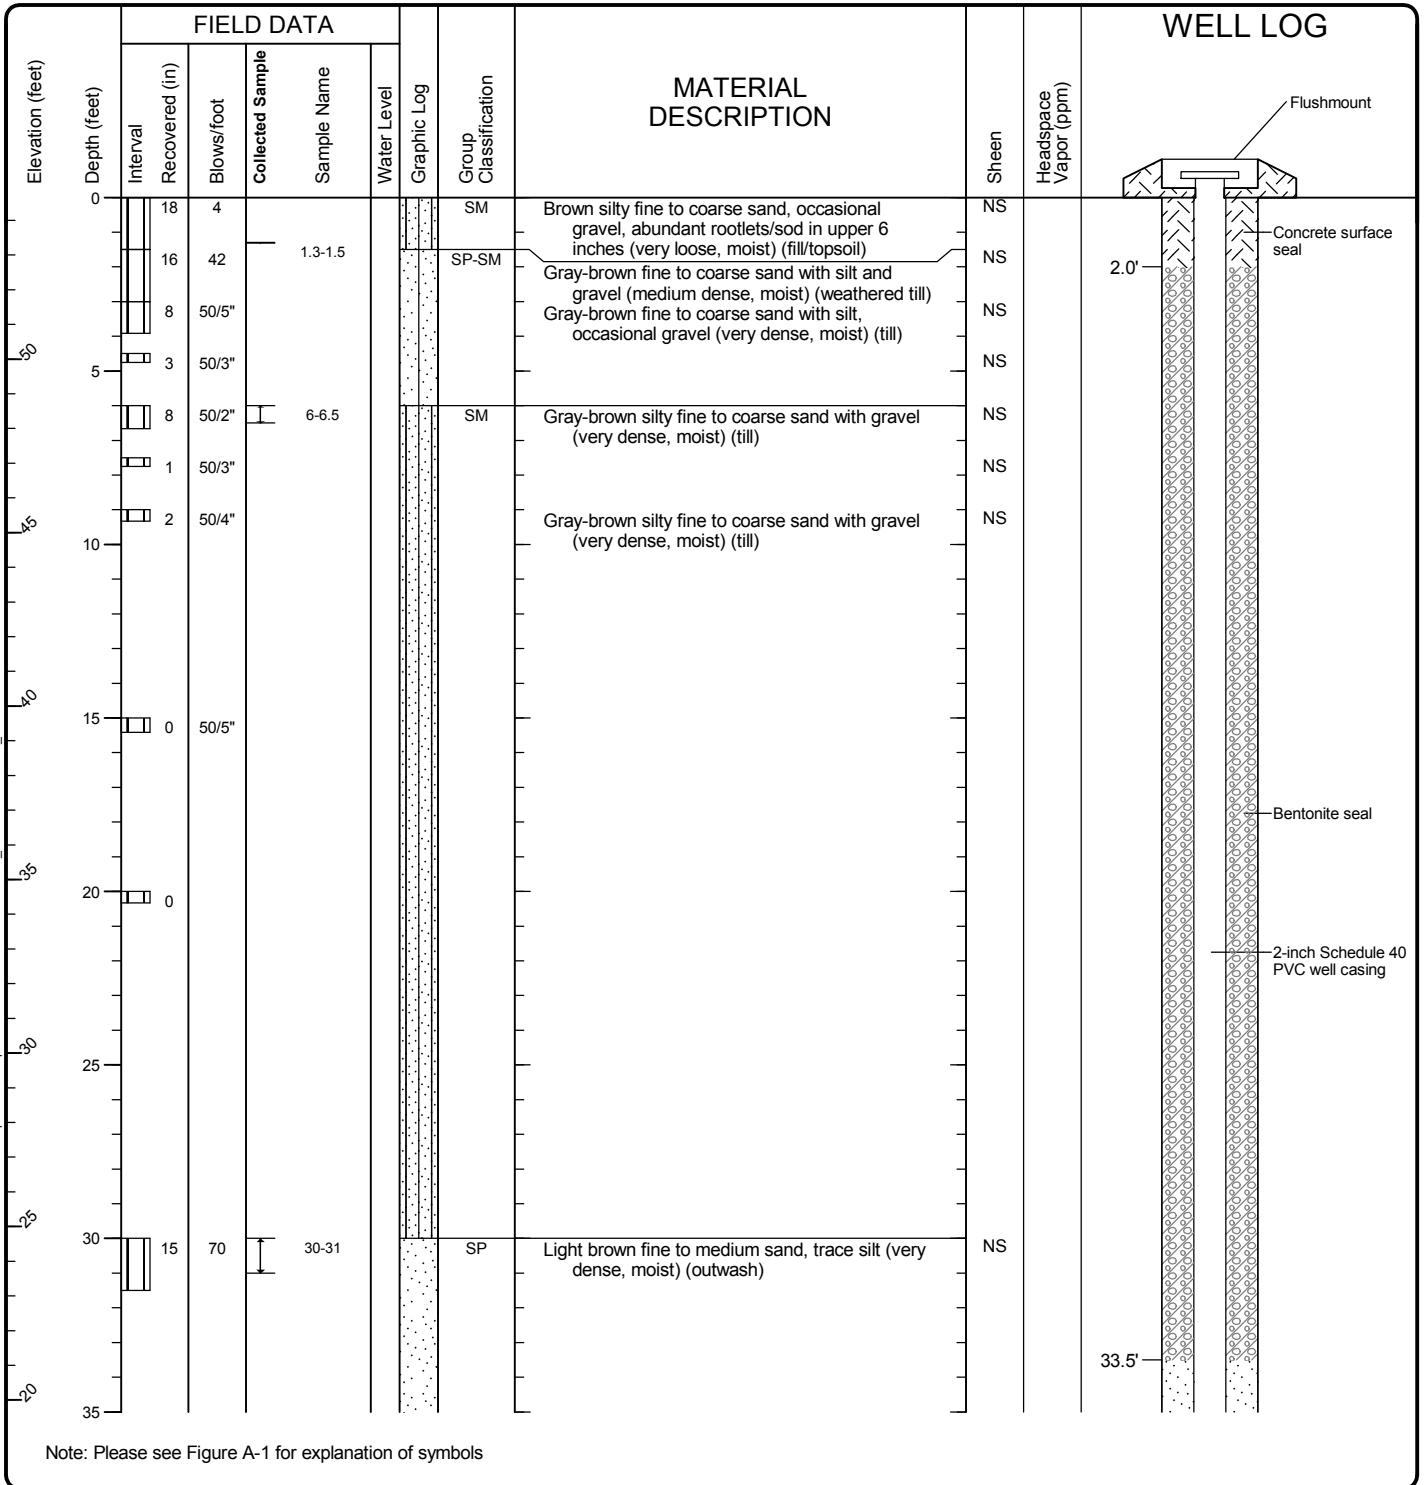 FIELD DATA
WELL LOG
Elevation (feet)
Depth (feet)
Interval
Recovered (in)
Blows/foot
Collected Sample
Sample Name
Water Level
Graphic Log
Group
Classification
MATERIAL
DESCRIPTION
Sheen
Headspace
Vapor (ppm)
Flushmount
0
18
4
SM
Brown silty fine to coarse sand, occasional
gravel, abundant rootlets/sod in upper 6
inches (very loose, moist) (fill/topsoil)
NS
Concrete surface
seal
1.3-1.5
16
42
SP-SM
Gray-brown fine to coarse sand with silt and
gravel (medium dense, moist) (weathered till)
NS
2.0'
8
50/5"
Gray-brown fine to coarse sand with silt,
occasional gravel (very dense, moist) (till)
NS
50
3
50/3"
NS
5
8
50/2"
6-6.5
SM
Gray-brown silty fine to coarse sand with gravel
(very dense, moist) (till)
NS
1
50/3"
NS
45
2
50/4"
Gray-brown silty fine to coarse sand with gravel
(very dense, moist) (till)
NS
10
40
15
0
50/5"
Bentonite seal
35
20
0
2-inch Schedule 40
PVC well casing
30
25
25
30
15
70
30-31
SP
Light brown fine to medium sand, trace silt (very
dense, moist) (outwash)
NS
33.5'
20
35
Note: Please see Figure A-1 for explanation of symbols